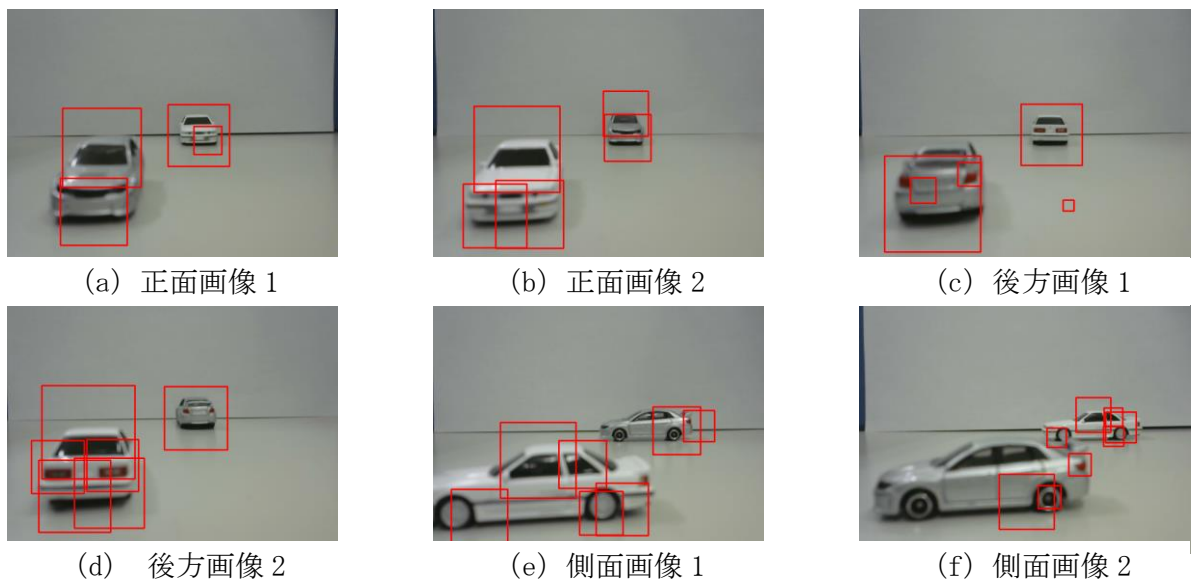 (a) 正面画像 1
(b) 正面画像 2
(c) 後方画像 1
(d) 後方画像 2
(e) 側面画像 1
(f) 側面画像 2